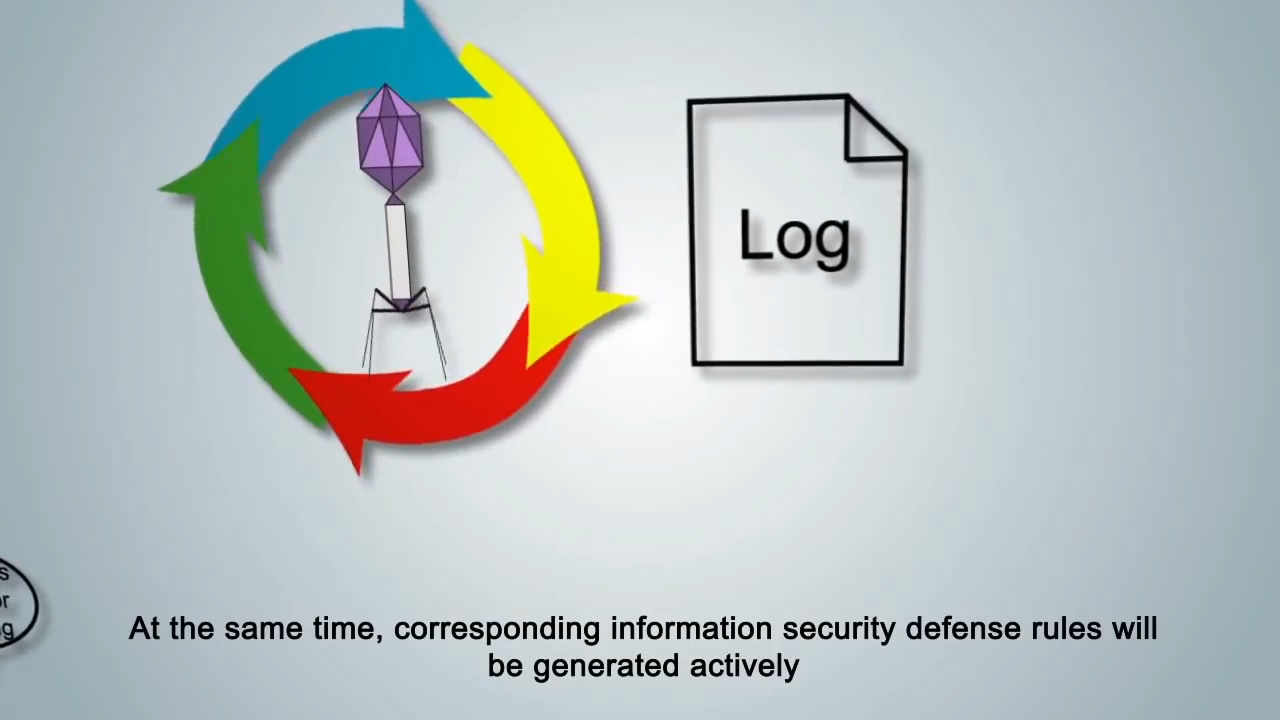 Log
At the same time, corresponding information security defense rules will
be generated actively